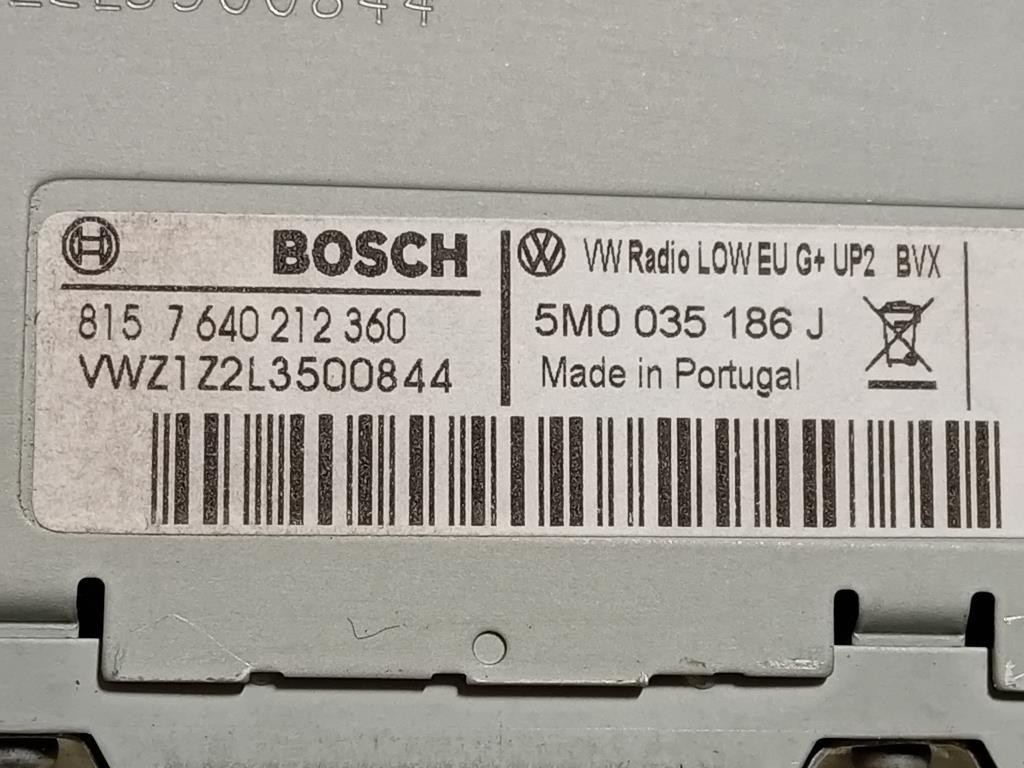 3500844
BOSCH
VW Radio LOW EU G+ UP2 BVX
815 7 640 212 360
5M0 035 186 J
VWZ1Z2L3500844
Made in Portugal